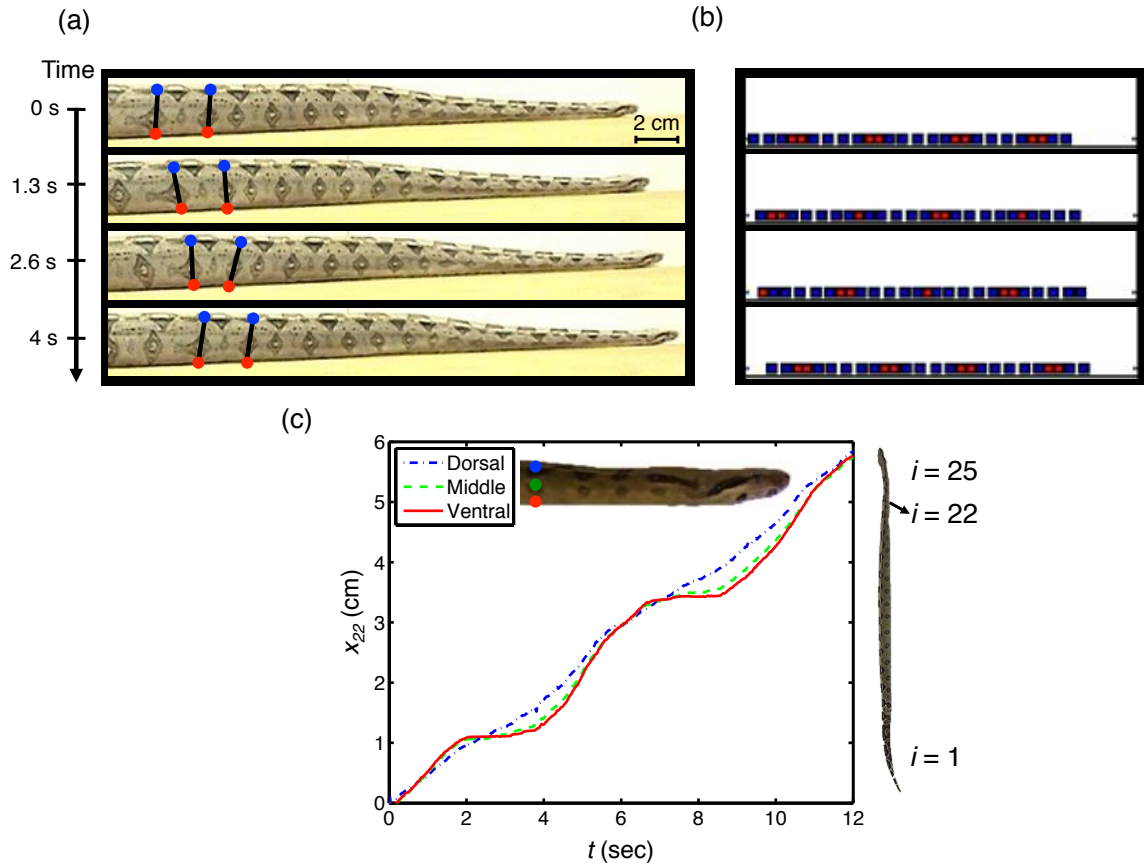 (a)
(b)
Time
0 s
2 cm
1.3 s
2.6 s
4 s
(c)
6
5
4
3
2
1
0
x22 (cm)
Dorsal
Middle
Ventral
0 2 4 6 8 10 12
t (sec)
i = 25
i = 22
i = 1